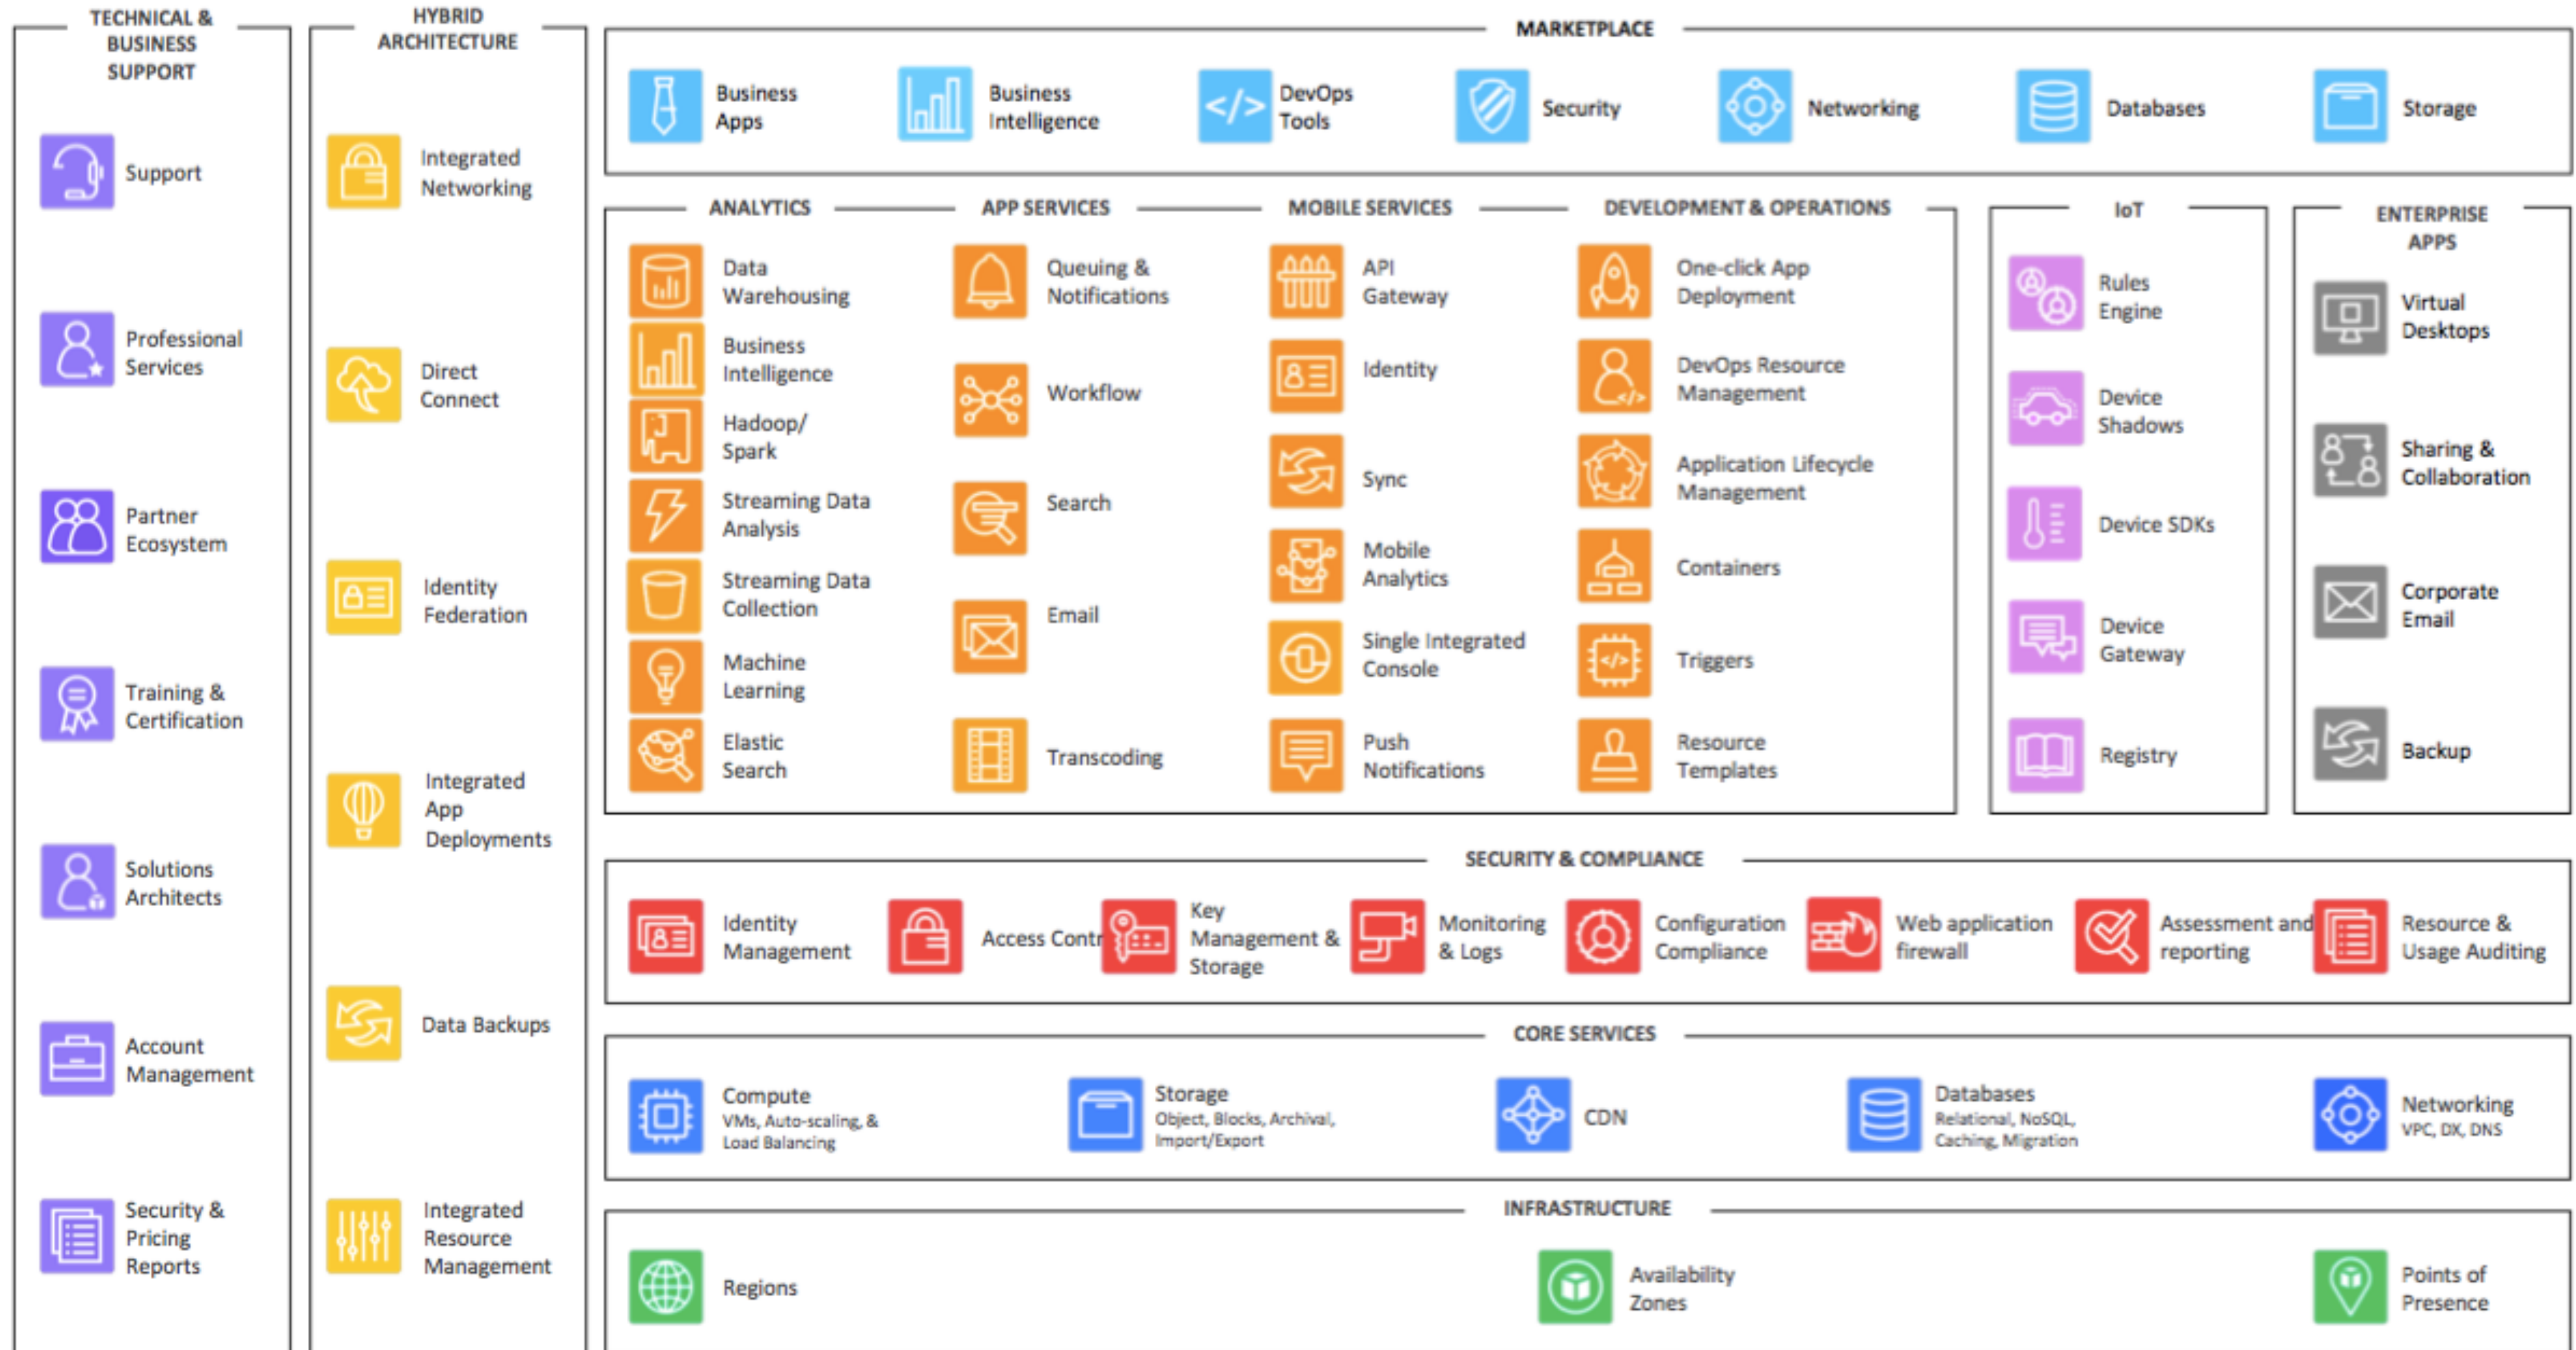 TECHNICAL &
BUSINESS
SUPPORT
Support
Professional
Services
Partner
Ecosystem
Training &
Certification
Solutions
Architects
Account
Management
Security &
Pricing
Reports
HYBRID
ARCHITECTURE
Integrated
Networking
Direct
Connect
Identity
Federation
Integrated
App
Deployments
Data Backups
Integrated
Resource
Management
MARKETPLACE
Business
Apps
Business
Intelligence
</>
DevOps
Tools
Security
Networking
Databases
Storage
ANALYTICS
Data
Warehousing
Business
Intelligence
Hadoop/
Spark
Streaming Data
Analysis
Streaming Data
Collection
Machine
Learning
Elastic
Search
APP SERVICES
Queuing &
Notifications
Workflow
Search
Email
Transcoding
MOBILE SERVICES
API
Gateway
Identity
Sync
Mobile
Analytics
Single Integrated
Console
Push
Notifications
DEVELOPMENT & OPERATIONS
One-click App
Deployment
DevOps Resource
Management
</>
Application Lifecycle
Management
Containers
</>
Triggers
Resource
Templates
IoT
Rules
Engine
Device
Shadows
Device SDKs
Device
Gateway
Registry
ENTERPRISE
APPS
Virtual
Desktops
Sharing &
Collaboration
Corporate
Email
Backup
SECURITY & COMPLIANCE
Identity
Management
Access Contr
Key
Management &
Storage
Monitoring
& Logs
Configuration
Compliance
Web application
firewall
Assessment and
reporting
Resource &
Usage Auditing
CORE SERVICES
Compute
VMs, Auto-scaling, &
Load Balancing
Storage
Object, Blocks, Archival,
Import/Export
CDN
Databases
Relational, NoSQL,
Caching, Migration
Networking
VPC, DX, DNS
INFRASTRUCTURE
Regions
Availability
Zones
Points of
Presence